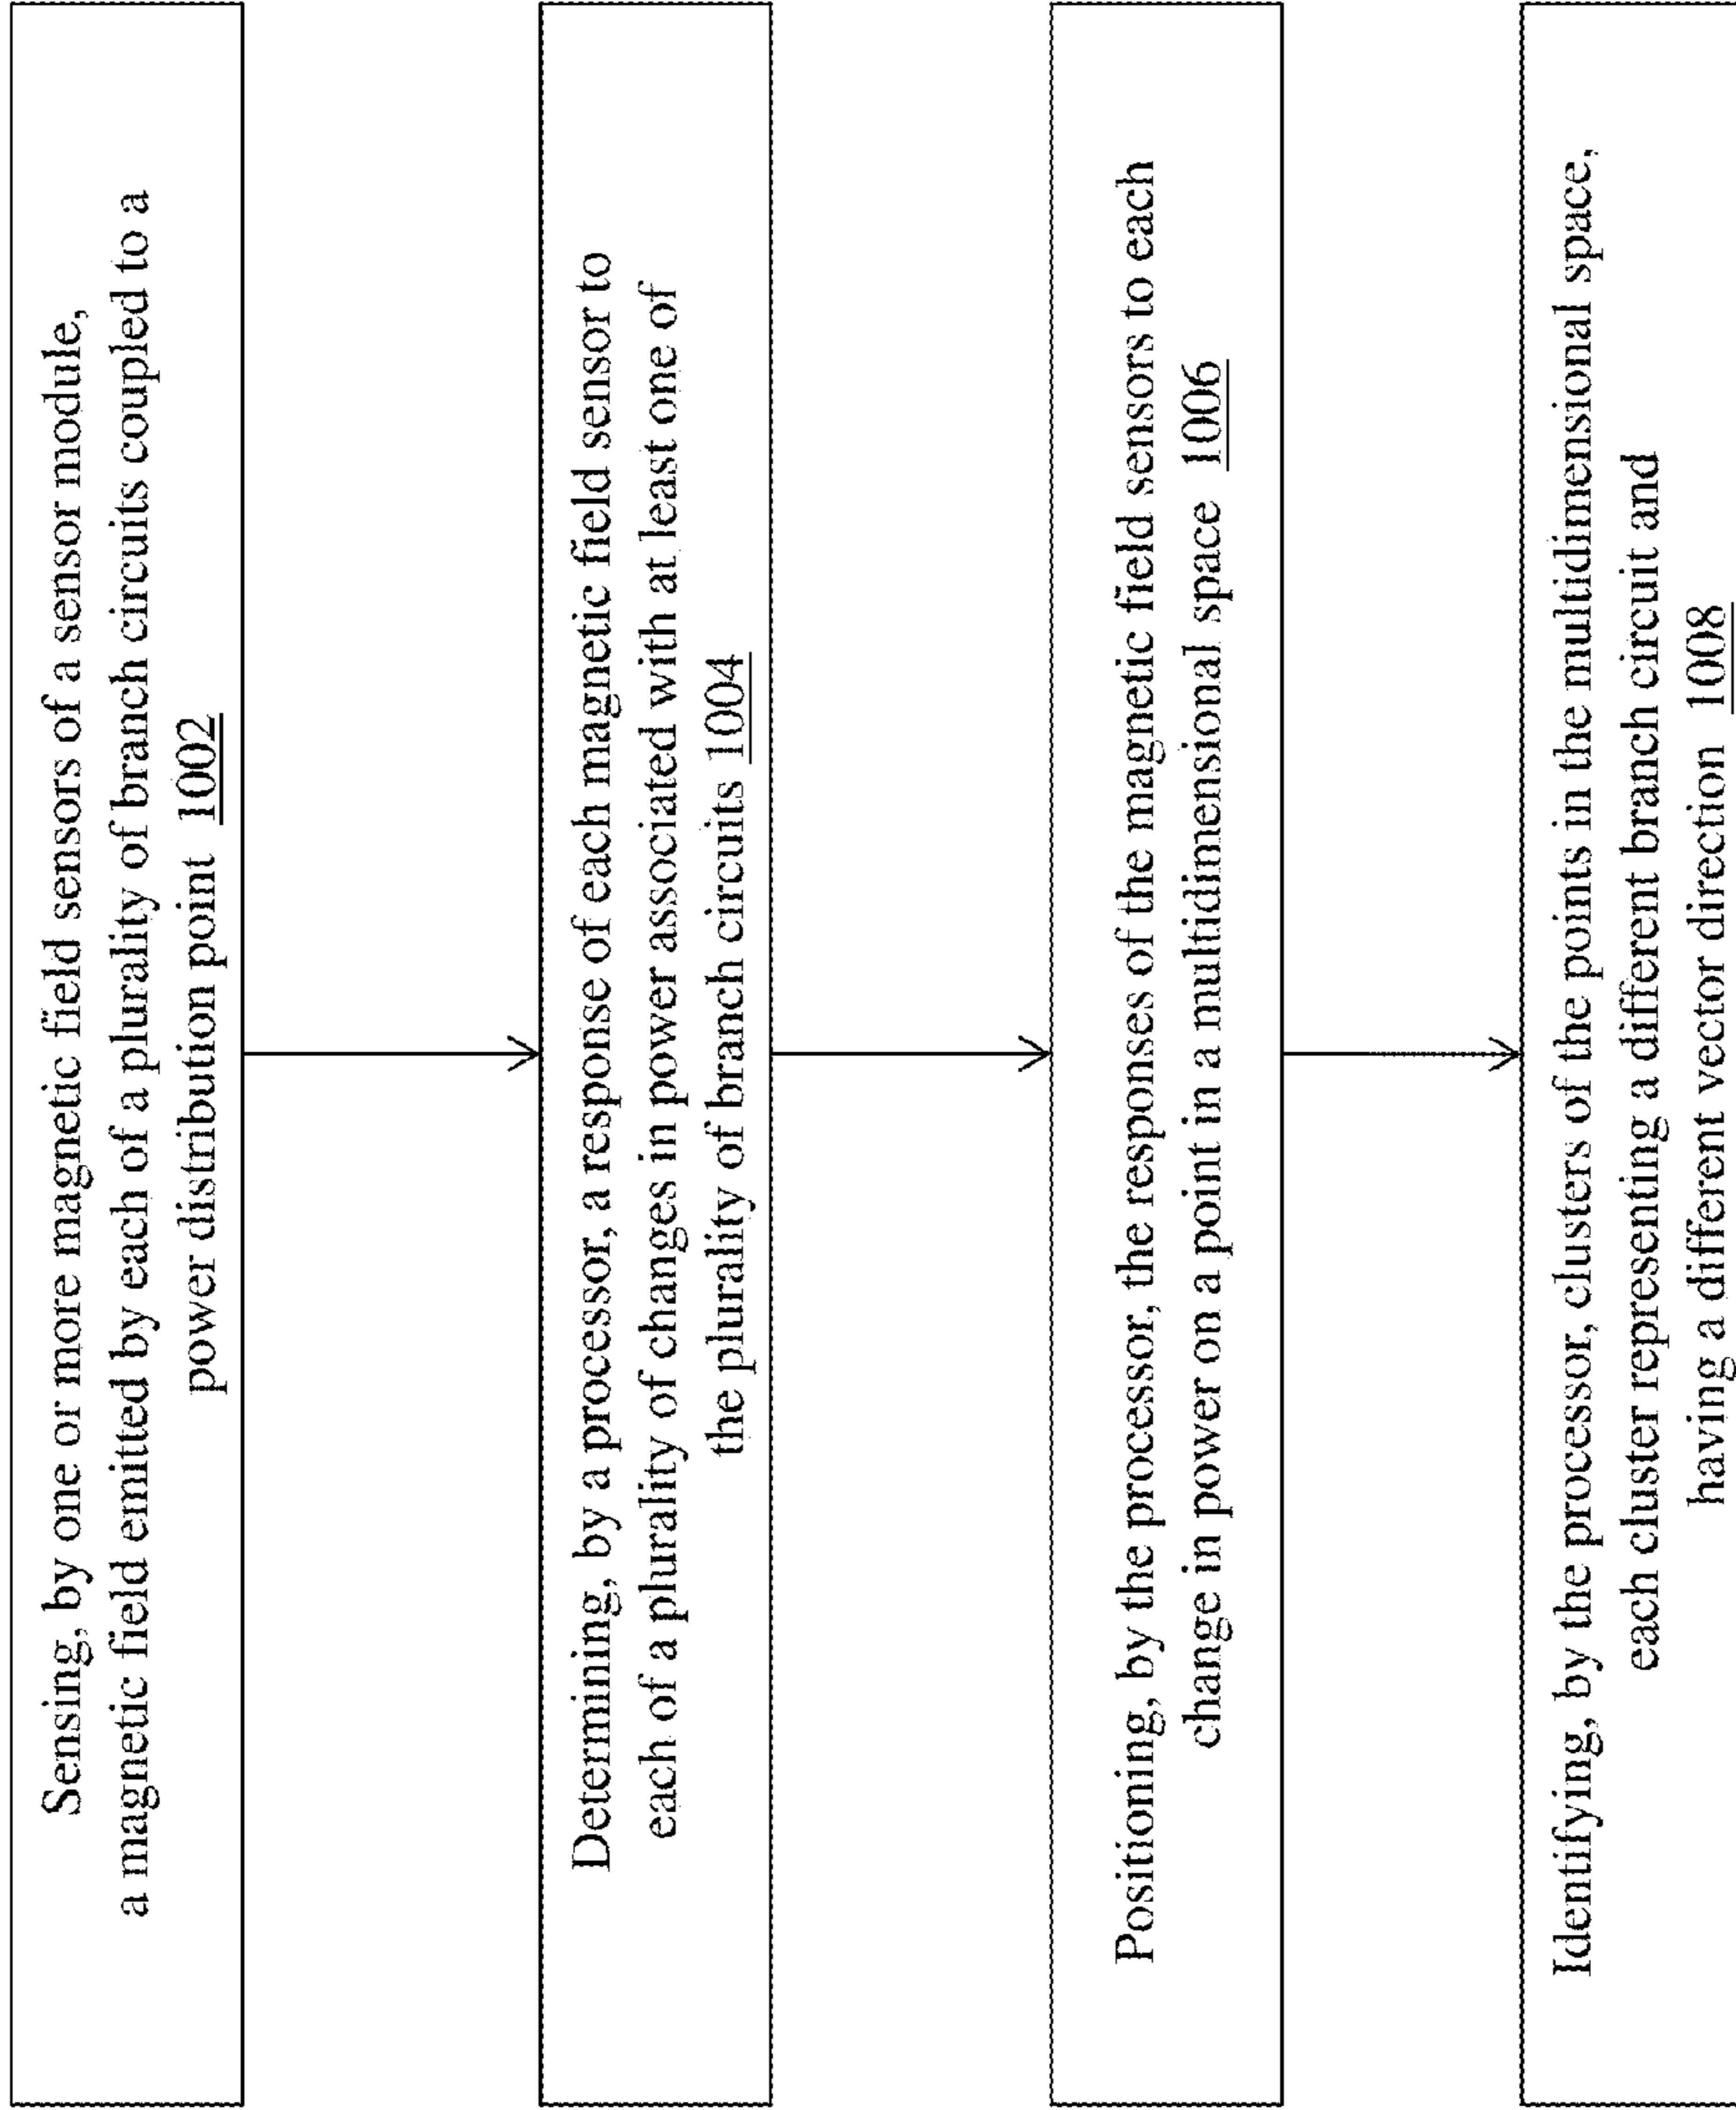 Sensing, by one or more magnetic field sensors of a sensor module,
a magnetic field emitted by each of a plurality of branch circuits coupled to a
power distribution point 1002
Determining, by a processor, a response of each magnetic field sensor to
each of a plurality of changes in power associated with at least one of
the plurality of branch circuits 1004
Positioning, by the processor, the responses of the magnetic field sensors to each
change in power on a point in a multidimensional space 1006
Identifying, by the processor, clusters of the points in the multidimensional space,
each cluster representing a different branch circuit and
having a different vector direction 1008